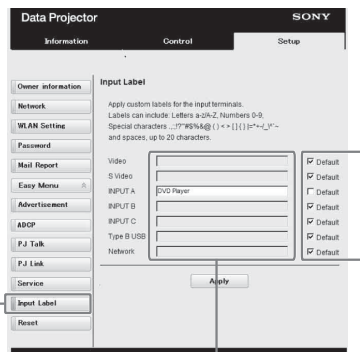 Data Projector
SONY
Information
Control
Setup
Owner information
Network
WLAN Setting
Password
Mail Report
Easy Menu
Advertisement
ADCP
PJ Talk
PJ Link
Service
Input Label
Reset
Input Label
Apply custom labels for the input terminals.
Labels can include: Letters a-z/A-Z, Numbers 0-9,
Special characters .,:;!?"'#$%&@ ( ) < > [ ] { } |=*+-/_\^`~
and spaces, up to 20 characters.
Video Default
S Video Default
INPUT A DVD Player Default
INPUT B Default
INPUT C Default
Type B USB Default
Network Default
Apply